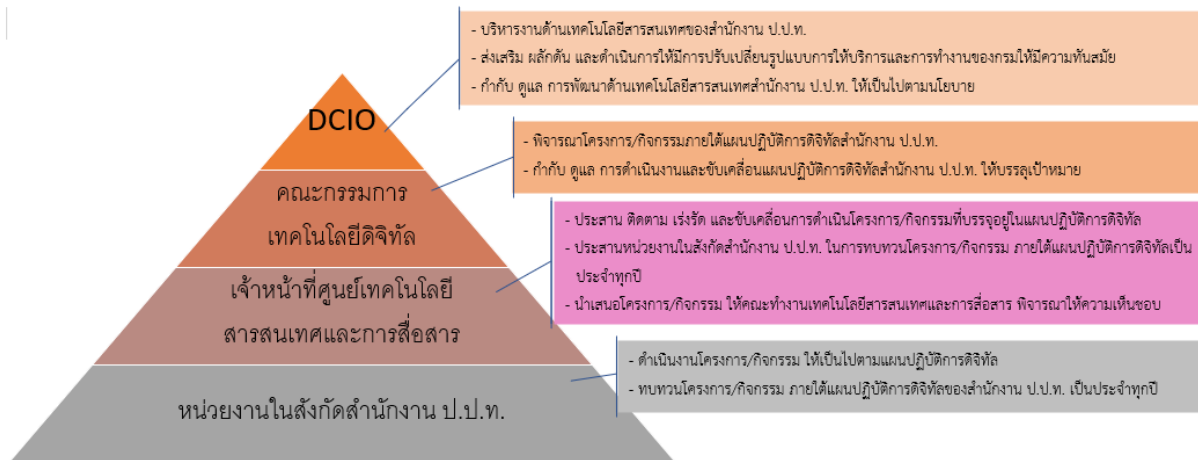 - บริหารงานด้านเทคโนโลยีสารสนเทศของสำนักงาน ป.ป.ท.
- ส่งเสริม ผลักดัน และดำเนินการให้มีการปรับเปลี่ยนรูปแบบการให้บริการและการทำงานของกรมให้มีความทันสมัย
- กำกับ ดูแล การพัฒนาด้านเทคโนโลยีสารสนเทศสำนักงาน ป.ป.ท. ให้เป็นไปตามนโยบาย
DCIO
- พิจารณาโครงการ/กิจกรรมภายใต้แผนปฏิบัติการดิจิทัลสำนักงาน ป.ป.ท.
- กำกับ ดูแล การดำเนินงานและขับเคลื่อนแผนปฏิบัติการดิจิทัลสำนักงาน ป.ป.ท. ให้บรรลุเป้าหมาย
คณะกรรมการ
เทคโนโลยีดิจิทัล
- ประสาน ติดตาม เร่งรัด และขับเคลื่อนการดำเนินโครงการ/กิจกรรมที่บรรจุอยู่ในแผนปฏิบัติการดิจิทัล
- ประสานหน่วยงานในสังกัดสำนักงาน ป.ป.ท. ในการทบทวนโครงการ/กิจกรรม ภายใต้แผนปฏิบัติการดิจิทัลเป็น
ประจำทุกปี
- นำเสนอโครงการ/กิจกรรม ให้คณะทำงานเทคโนโลยีสารสนเทศและการสื่อสาร พิจารณาให้ความเห็นชอบ
เจ้าหน้าที่ศูนย์เทคโนโลยี
สารสนเทศและการสื่อสาร
- ดำเนินงานโครงการ/กิจกรรม ให้เป็นไปตามแผนปฏิบัติการดิจิทัล
- ทบทวนโครงการ/กิจกรรม ภายใต้แผนปฏิบัติการดิจิทัลของสำนักงาน ป.ป.ท. เป็นประจำทุกปี
หน่วยงานในสังกัดสำนักงาน ป.ป.ท.